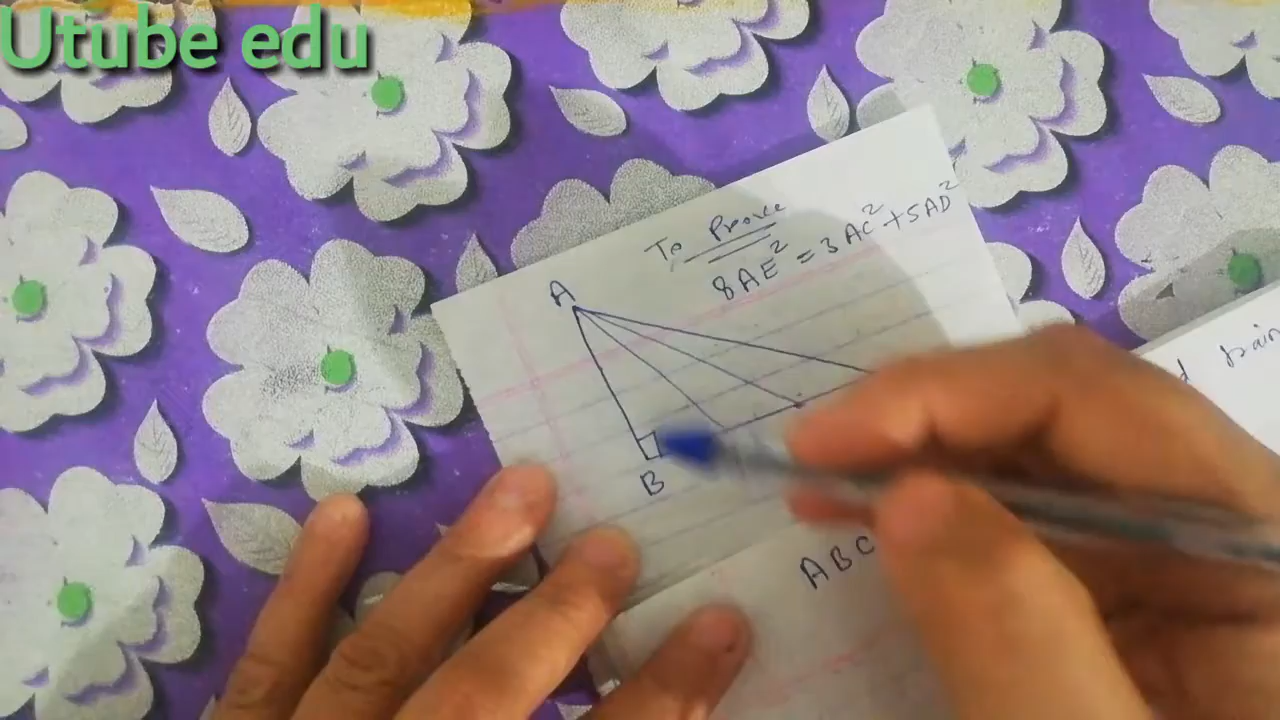 Utube edu
To Prove
8AE² = 3AC² + 5AD²
A
B
ABC